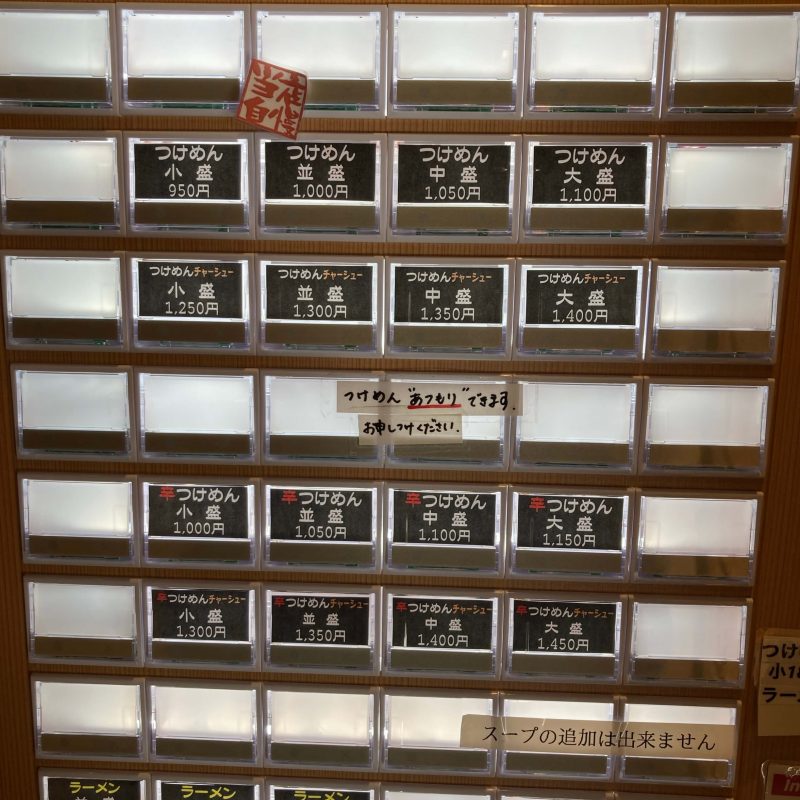 当店
自慢
つけめん
小盛
950円
つけめん
並盛
1,000円
つけめん
中盛
1,050円
つけめん
大盛
1,100円
つけめんチャーシュー
小盛
1,250円
つけめんチャーシュー
並盛
1,300円
つけめんチャーシュー
中盛
1,350円
つけめんチャーシュー
大盛
1,400円
つけめん"あつもり"できます.
お申しつけください.
辛つけめん
小盛
1,000円
辛つけめん
並盛
1,050円
辛つけめん
中盛
1,100円
辛つけめん
大盛
1,150円
辛つけめんチャーシュー
小盛
1,300円
辛つけめんチャーシュー
並盛
1,350円
辛つけめんチャーシュー
中盛
1,400円
辛つけめんチャーシュー
大盛
1,450円
つけ
小18
ラー
スープの追加は出来ません
ラーメン
並盛
ラーメン
ラーメン